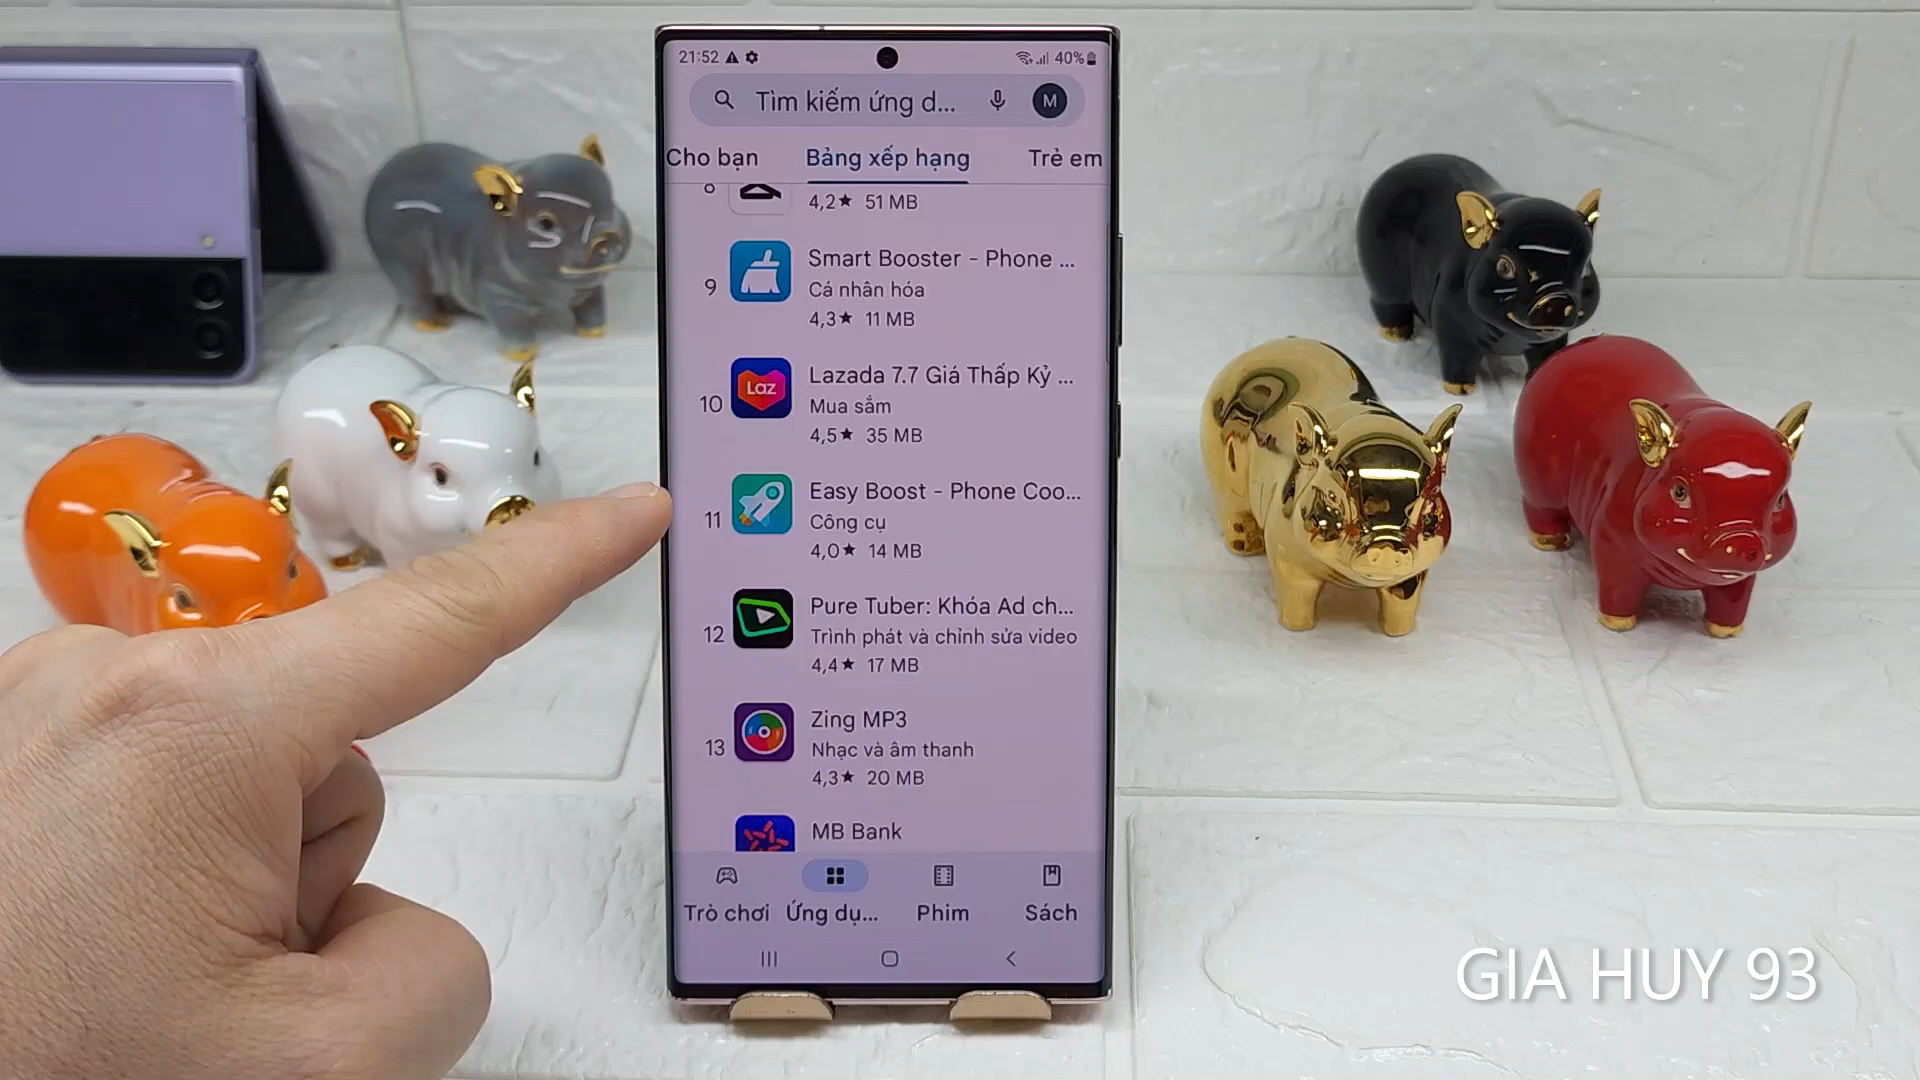 21:52
40%
Tìm kiếm ứng d...
M
Cho bạn
Bảng xếp hạng
Trẻ em
4,2★ 51 MB
9
Smart Booster - Phone ...
Cá nhân hóa
4,3★ 11 MB
10
Laz
Lazada 7.7 Giá Thấp Kỷ ...
Mua sắm
4,5★ 35 MB
11
Easy Boost - Phone Coo...
Công cụ
4,0★ 14 MB
12
Pure Tuber: Khóa Ad ch...
Trình phát và chỉnh sửa video
4,4★ 17 MB
13
Zing MP3
Nhạc và âm thanh
4,3★ 20 MB
MB Bank
Trò chơi
Ứng dụ...
Phim
Sách
GIA HUY 93